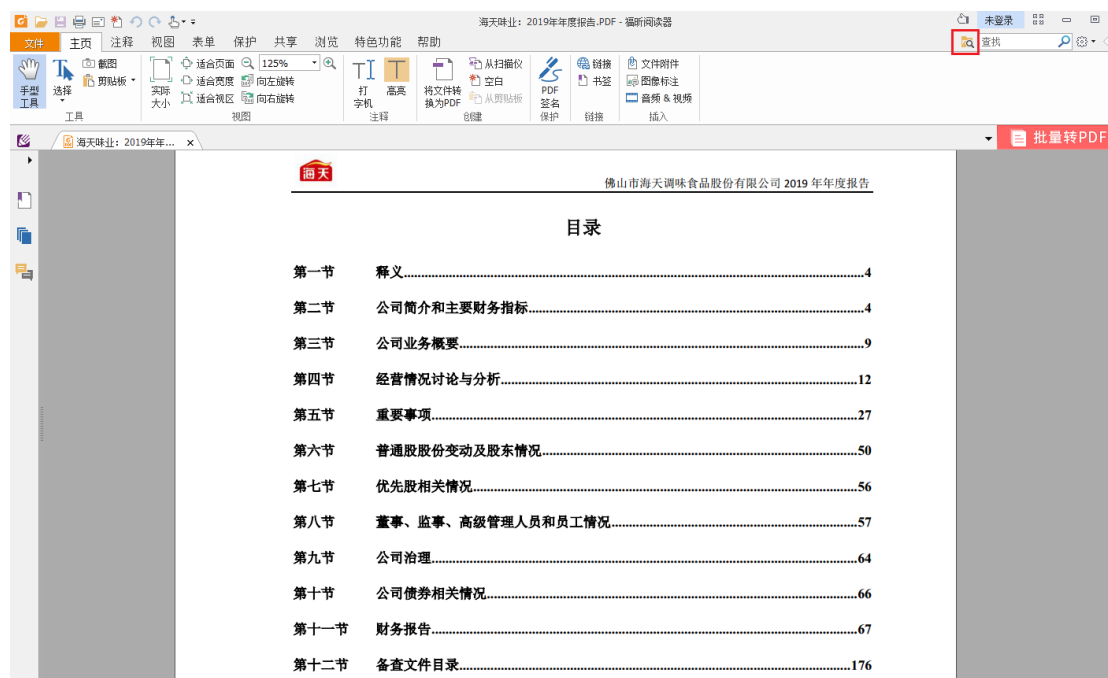 海天味业：2019年年度报告.PDF - 福昕阅读器
未登录
文件 主页 注释 视图 表单 保护 共享 浏览 特色功能 帮助
查找
手型工具
选择
截图
剪贴板
工具
实际大小
适合页面
适合宽度
适合视区
125%
向左旋转
向右旋转
视图
打字机
高亮
注释
将文件转换为PDF
从扫描仪
空白
从剪贴板
创建
PDF签名
保护
链接
书签
链接
文件附件
图像标注
音频 & 视频
插入
海天味业：2019年年...
批量转PDF
海天
佛山市海天调味食品股份有限公司 2019 年年度报告
目录
第一节 释义....4
第二节 公司简介和主要财务指标....4
第三节 公司业务概要....9
第四节 经营情况讨论与分析....12
第五节 重要事项....27
第六节 普通股股份变动及股东情况....50
第七节 优先股相关情况....56
第八节 董事、监事、高级管理人员和员工情况....57
第九节 公司治理....64
第十节 公司债券相关情况....66
第十一节 财务报告....67
第十二节 备查文件目录....176